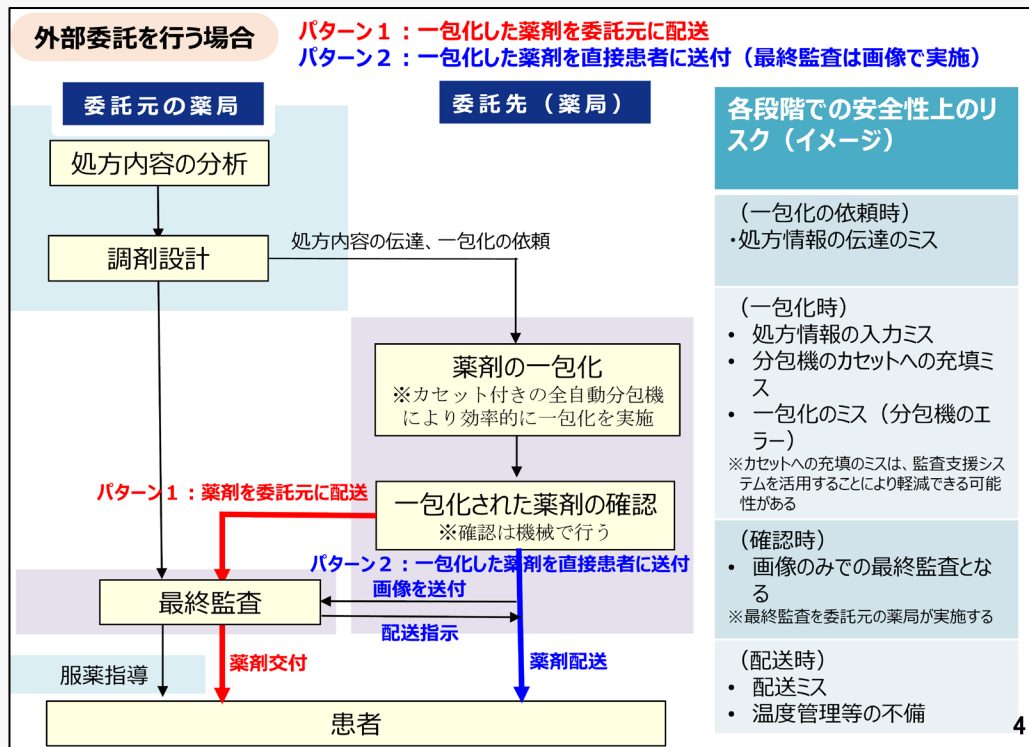 外部委託を行う場合
パターン１：一包化した薬剤を委託元に配送
パターン２：一包化した薬剤を直接患者に送付（最終監査は画像で実施）
委託元の薬局
委託先（薬局）
処方内容の分析
調剤設計
処方内容の伝達、一包化の依頼
薬剤の一包化
※カセット付きの全自動分包機
により効率的に一包化を実施
パターン１：薬剤を委託元に配送
一包化された薬剤の確認
※確認は機械で行う
パターン２：一包化した薬剤を直接患者に送付
画像を送付
最終監査
配送指示
服薬指導
薬剤交付
薬剤配送
患者
各段階での安全性上のリ
スク（イメージ）
（一包化の依頼時）
・処方情報の伝達のミス
（一包化時）
• 処方情報の入力ミス
• 分包機のカセットへの充填ミ
ス
• 一包化のミス（分包機のエ
ラー）
※カセットへの充填のミスは、監査支援シス
テムを活用することにより軽減できる可能
性がある
（確認時）
• 画像のみでの最終監査とな
る
※最終監査を委託元の薬局が実施する
（配送時）
• 配送ミス
• 温度管理等の不備
4